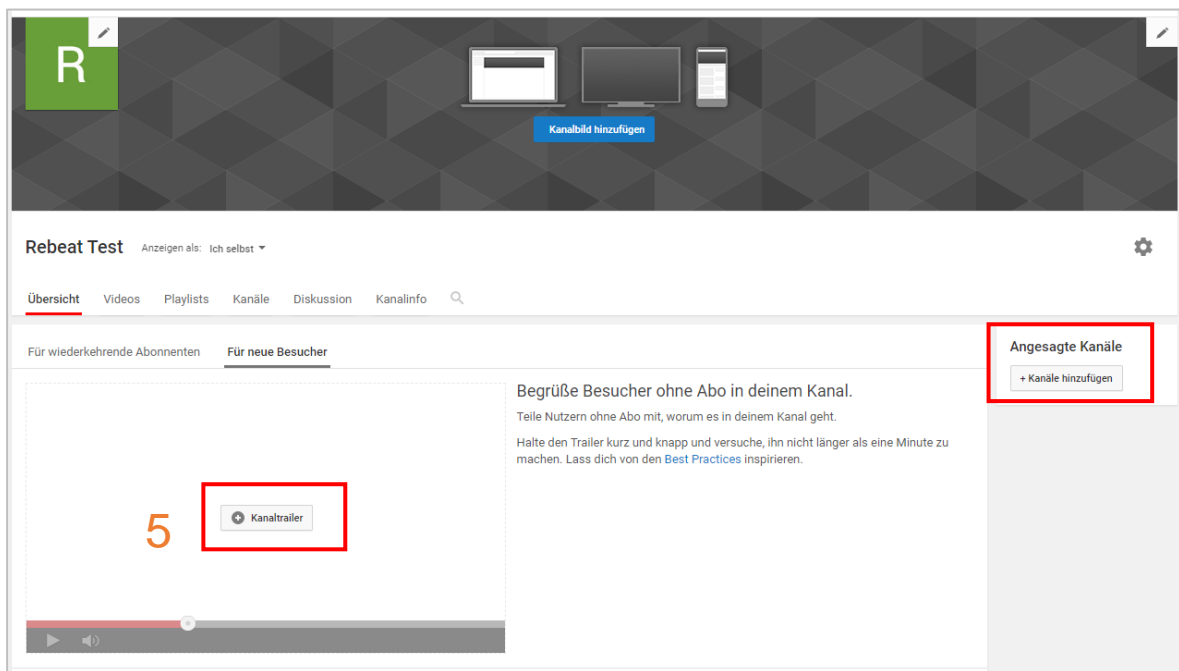 R
Kanalbild hinzufügen
Rebeat Test Anzeigen als: Ich selbst
Übersicht Videos Playlists Kanäle Diskussion Kanalinfo
Für wiederkehrende Abonnenten Für neue Besucher
Begrüße Besucher ohne Abo in deinem Kanal.
Teile Nutzern ohne Abo mit, worum es in deinem Kanal geht.
Halte den Trailer kurz und knapp und versuche, ihn nicht länger als eine Minute zu
machen. Lass dich von den Best Practices inspirieren.
5
Kanaltrailer
Angesagte Kanäle
+ Kanäle hinzufügen